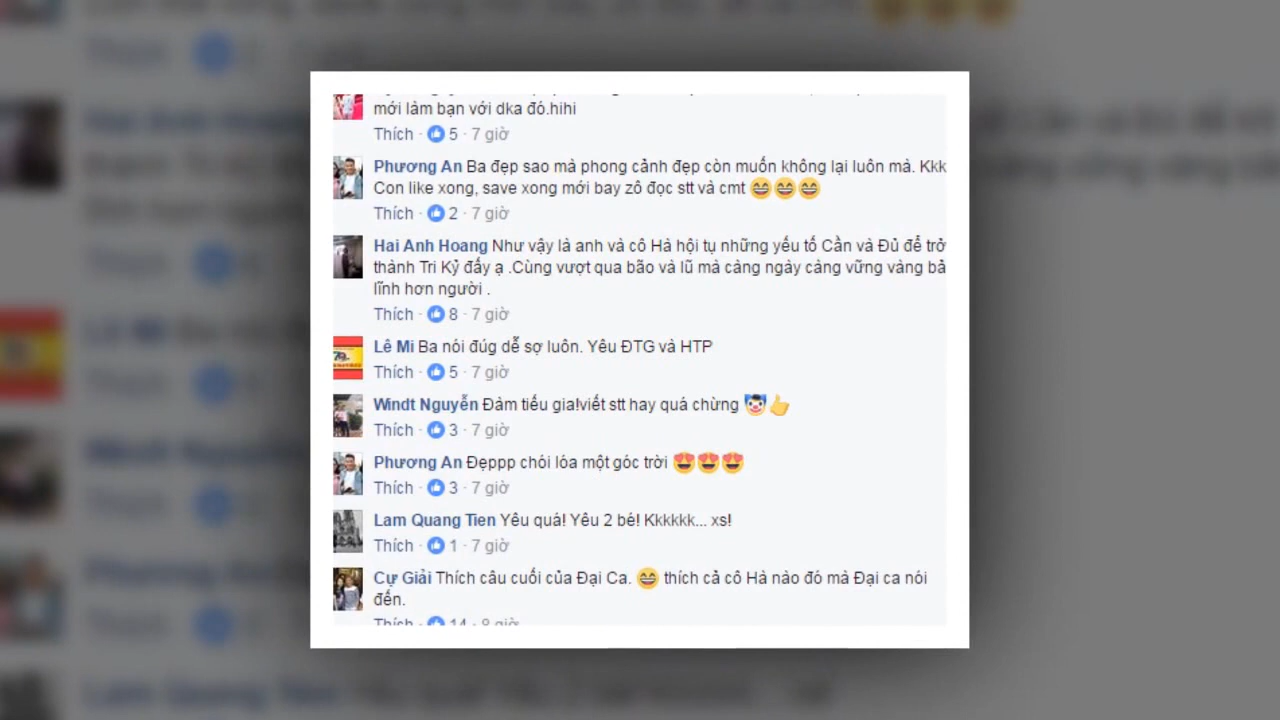 mới làm bạn với dka đó.hihi
Thích · 5 · 7 giờ
Phương An Ba đẹp sao mà phong cảnh đẹp còn muốn không lại luôn mà. Kkk
Con like xong, save xong mới bay zô đọc stt và cmt 😄😄😄
Thích · 2 · 7 giờ
Hai Anh Hoang Như vậy là anh và cô Hà hội tụ những yếu tố Cần và Đủ để trở
thành Tri Kỷ đấy ạ .Cùng vượt qua bão và lũ mà càng ngày càng vững vàng bả
lĩnh hơn người .
Thích · 8 · 7 giờ
Lê Mi Ba nói đúg dễ sợ luôn. Yêu ĐTG và HTP
Thích · 5 · 7 giờ
Windt Nguyễn Đàm tiếu gia!viết stt hay quá chừng 🤡👍
Thích · 3 · 7 giờ
Phương An Đẹppp chói lóa một góc trời 😍😍😍
Thích · 3 · 7 giờ
Lam Quang Tien Yêu quá! Yêu 2 bé! Kkkkkk... xs!
Thích · 1 · 7 giờ
Cự Giải Thích câu cuối của Đại Ca. 😄 thích cả cô Hà nào đó mà Đại ca nói
đến.
Thích · 14 · 8 giờ